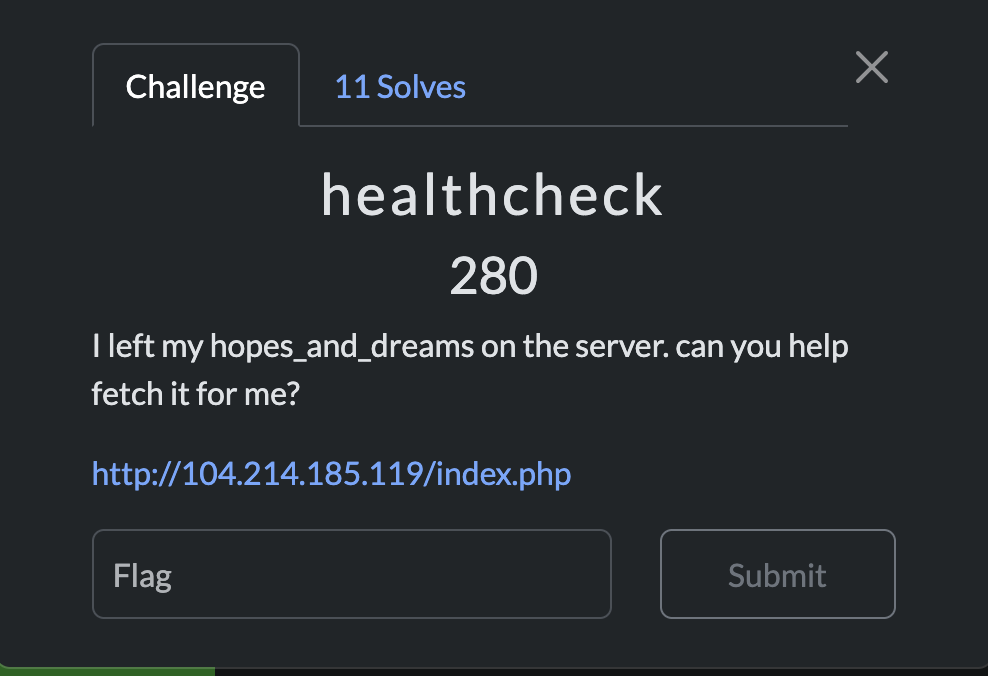 Challenge
11 Solves
healthcheck
280
I left my hopes_and_dreams on the server. can you help
fetch it for me?
http://104.214.185.119/index.php
Flag
Submit